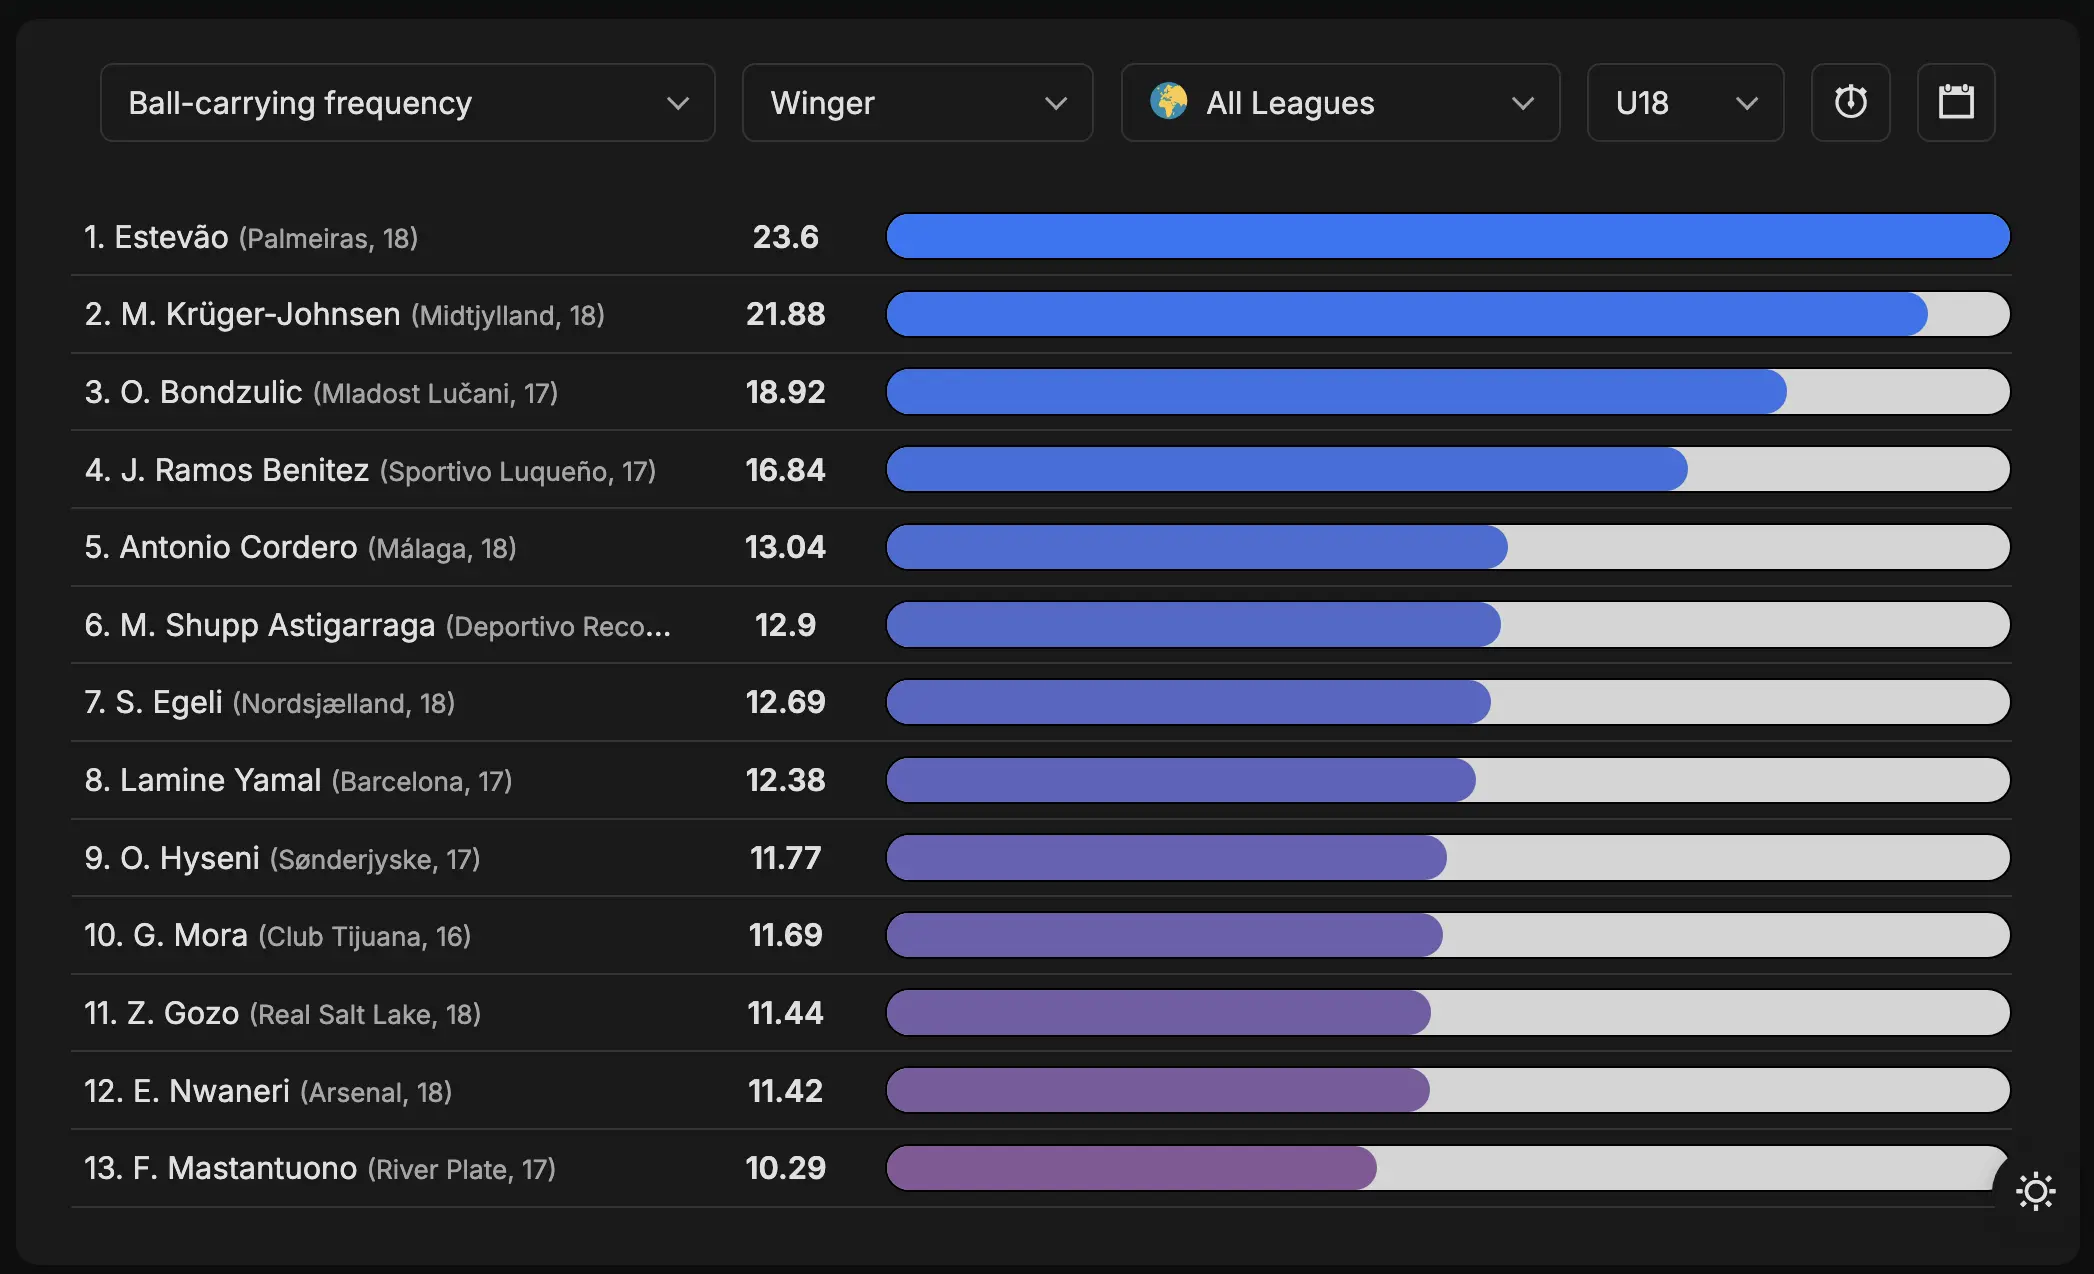 Ball-carrying frequency Winger All Leagues U18
1. Estevão (Palmeiras, 18) 23.6
2. M. Krüger-Johnsen (Midtjylland, 18) 21.88
3. O. Bondzulic (Mladost Lučani, 17) 18.92
4. J. Ramos Benitez (Sportivo Luqueño, 17) 16.84
5. Antonio Cordero (Málaga, 18) 13.04
6. M. Shupp Astigarraga (Deportivo Reco... 12.9
7. S. Egeli (Nordsjælland, 18) 12.69
8. Lamine Yamal (Barcelona, 17) 12.38
9. O. Hyseni (Sønderjyske, 17) 11.77
10. G. Mora (Club Tijuana, 16) 11.69
11. Z. Gozo (Real Salt Lake, 18) 11.44
12. E. Nwaneri (Arsenal, 18) 11.42
13. F. Mastantuono (River Plate, 17) 10.29